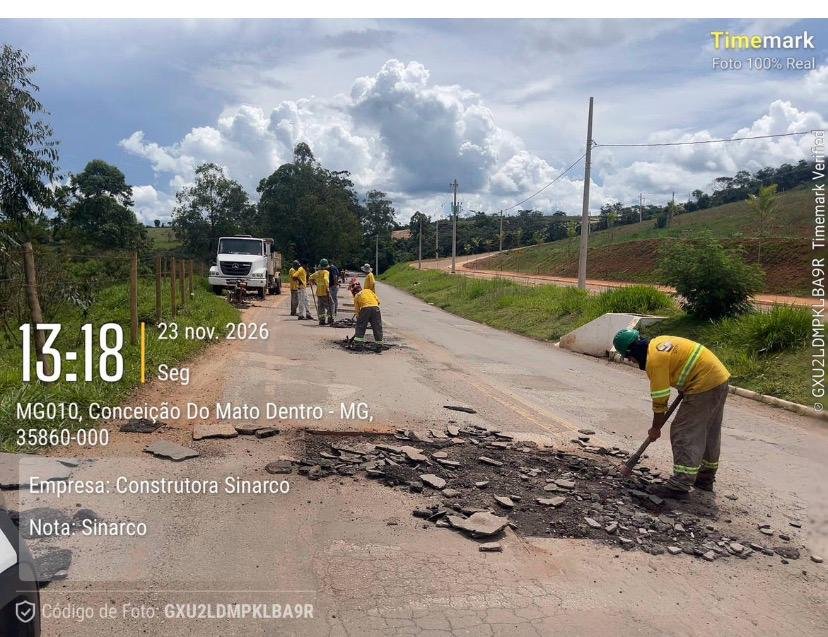 Timemark
Foto 100% Real
13:18
23 nov. 2026
Seg
MG010, Conceição Do Mato Dentro - MG,
35860-000
Empresa: Construtora Sinarco
Nota: Sinarco
Código de Foto: GXU2LDMPKLBA9R
© GXU2LDMPKLBA9R Timemark Verified